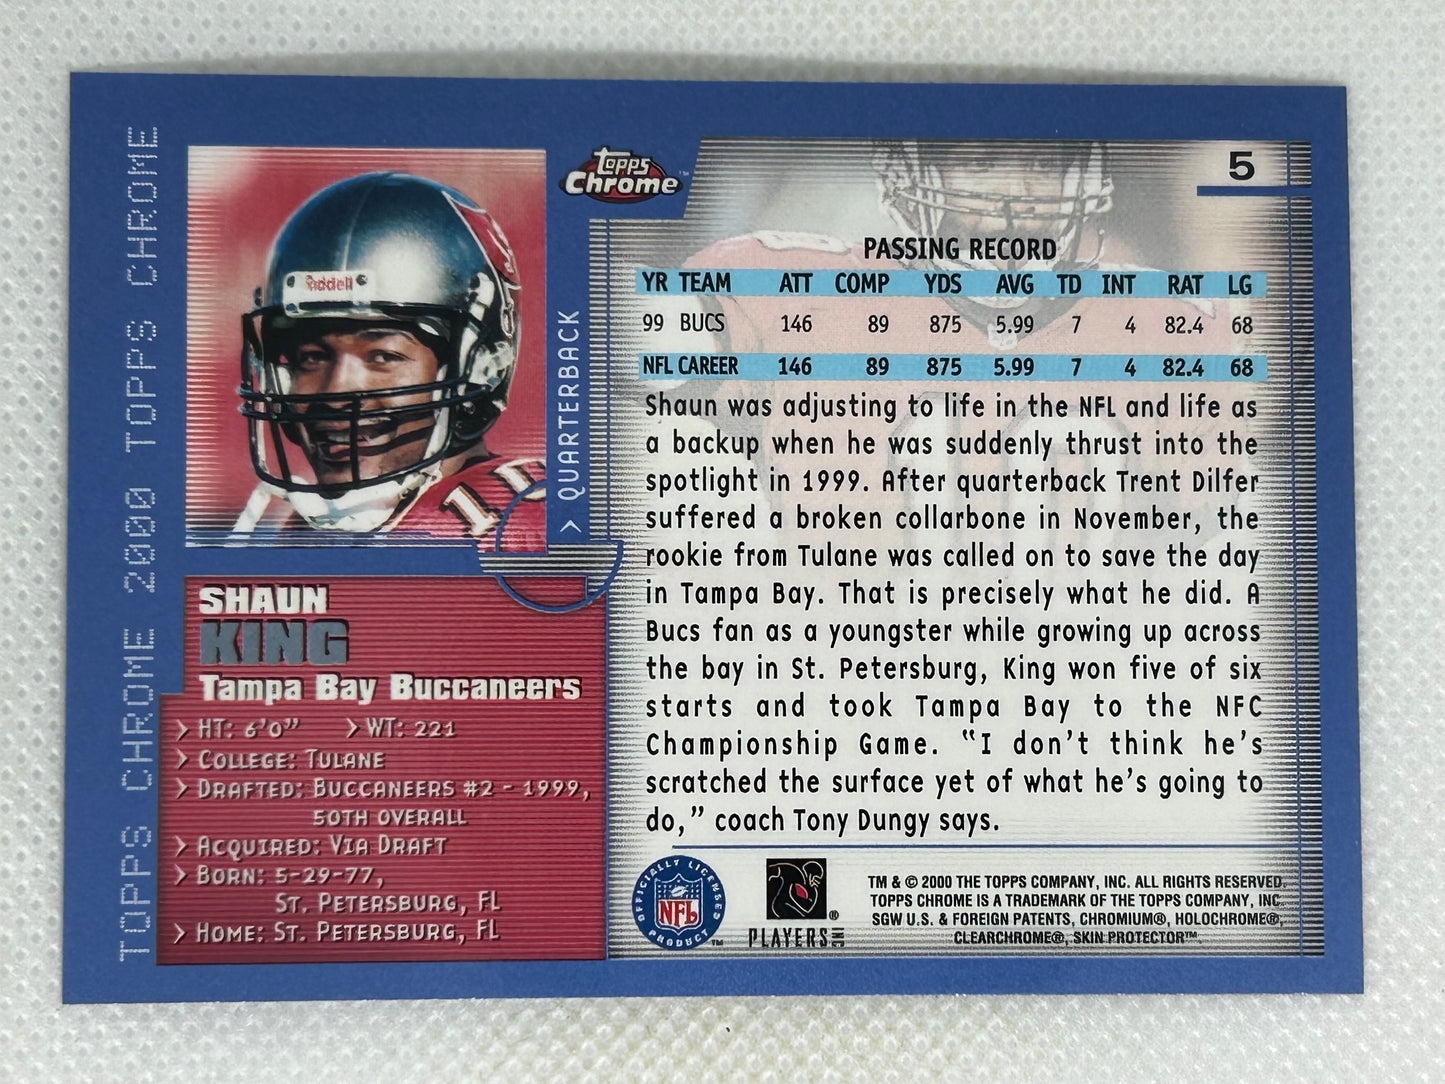 TOPPS CHROME 2000 TOPPS CHROME
Riddell
10
QUARTERBACK
SHAUN
KING
Tampa Bay Buccaneers
HT: 6'0" WT: 221
COLLEGE: TULANE
DRAFTED: BUCCANEERS #2 - 1999,
50TH OVERALL
ACQUIRED: VIA DRAFT
BORN: 5-29-77,
ST. PETERSBURG, FL
HOME: ST. PETERSBURG, FL
Topps
Chrome™
5
PASSING RECORD
YR TEAM ATT COMP YDS AVG TD INT RAT LG
99 BUCS 146 89 875 5.99 7 4 82.4 68
NFL CAREER 146 89 875 5.99 7 4 82.4 68
Shaun was adjusting to life in the NFL and life as
a backup when he was suddenly thrust into the
spotlight in 1999. After quarterback Trent Dilfer
suffered a broken collarbone in November, the
rookie from Tulane was called on to save the day
in Tampa Bay. That is precisely what he did. A
Bucs fan as a youngster while growing up across
the bay in St. Petersburg, King won five of six
starts and took Tampa Bay to the NFC
Championship Game. "I don't think he's
scratched the surface yet of what he's going to
do," coach Tony Dungy says.
OFFICIALLY LICENSED
NFL
PRODUCT™
®
PLAYERS INC
TM & © 2000 THE TOPPS COMPANY, INC. ALL RIGHTS RESERVED.
TOPPS CHROME IS A TRADEMARK OF THE TOPPS COMPANY, INC.
SGW U.S. & FOREIGN PATENTS, CHROMIUM®, HOLOCHROME®,
CLEARCHROME®, SKIN PROTECTOR™.